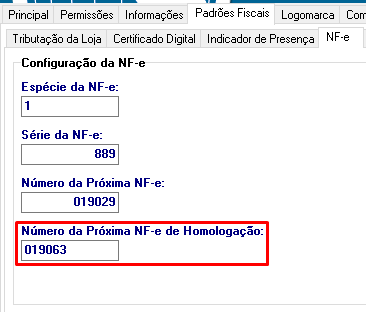 Principal Permissões Informações Padrões Fiscais Logomarca
Tributação da Loja Certificado Digital Indicador de Presença NF-e
Configuração da NF-e
Espécie da NF-e:
1
Série da NF-e:
889
Número da Próxima NF-e:
019029
Número da Próxima NF-e de Homologação:
019063